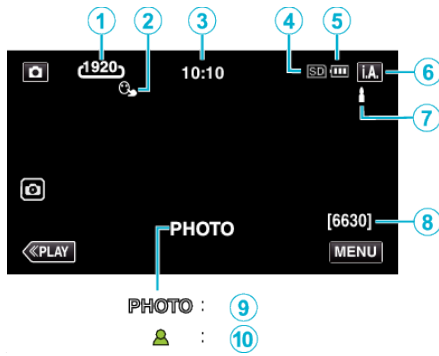 1 2 3 4 5
1920 10:10 SD I.A. 6
7
PHOTO [6630] 8
≪PLAY MENU
PHOTO : 9
: 10